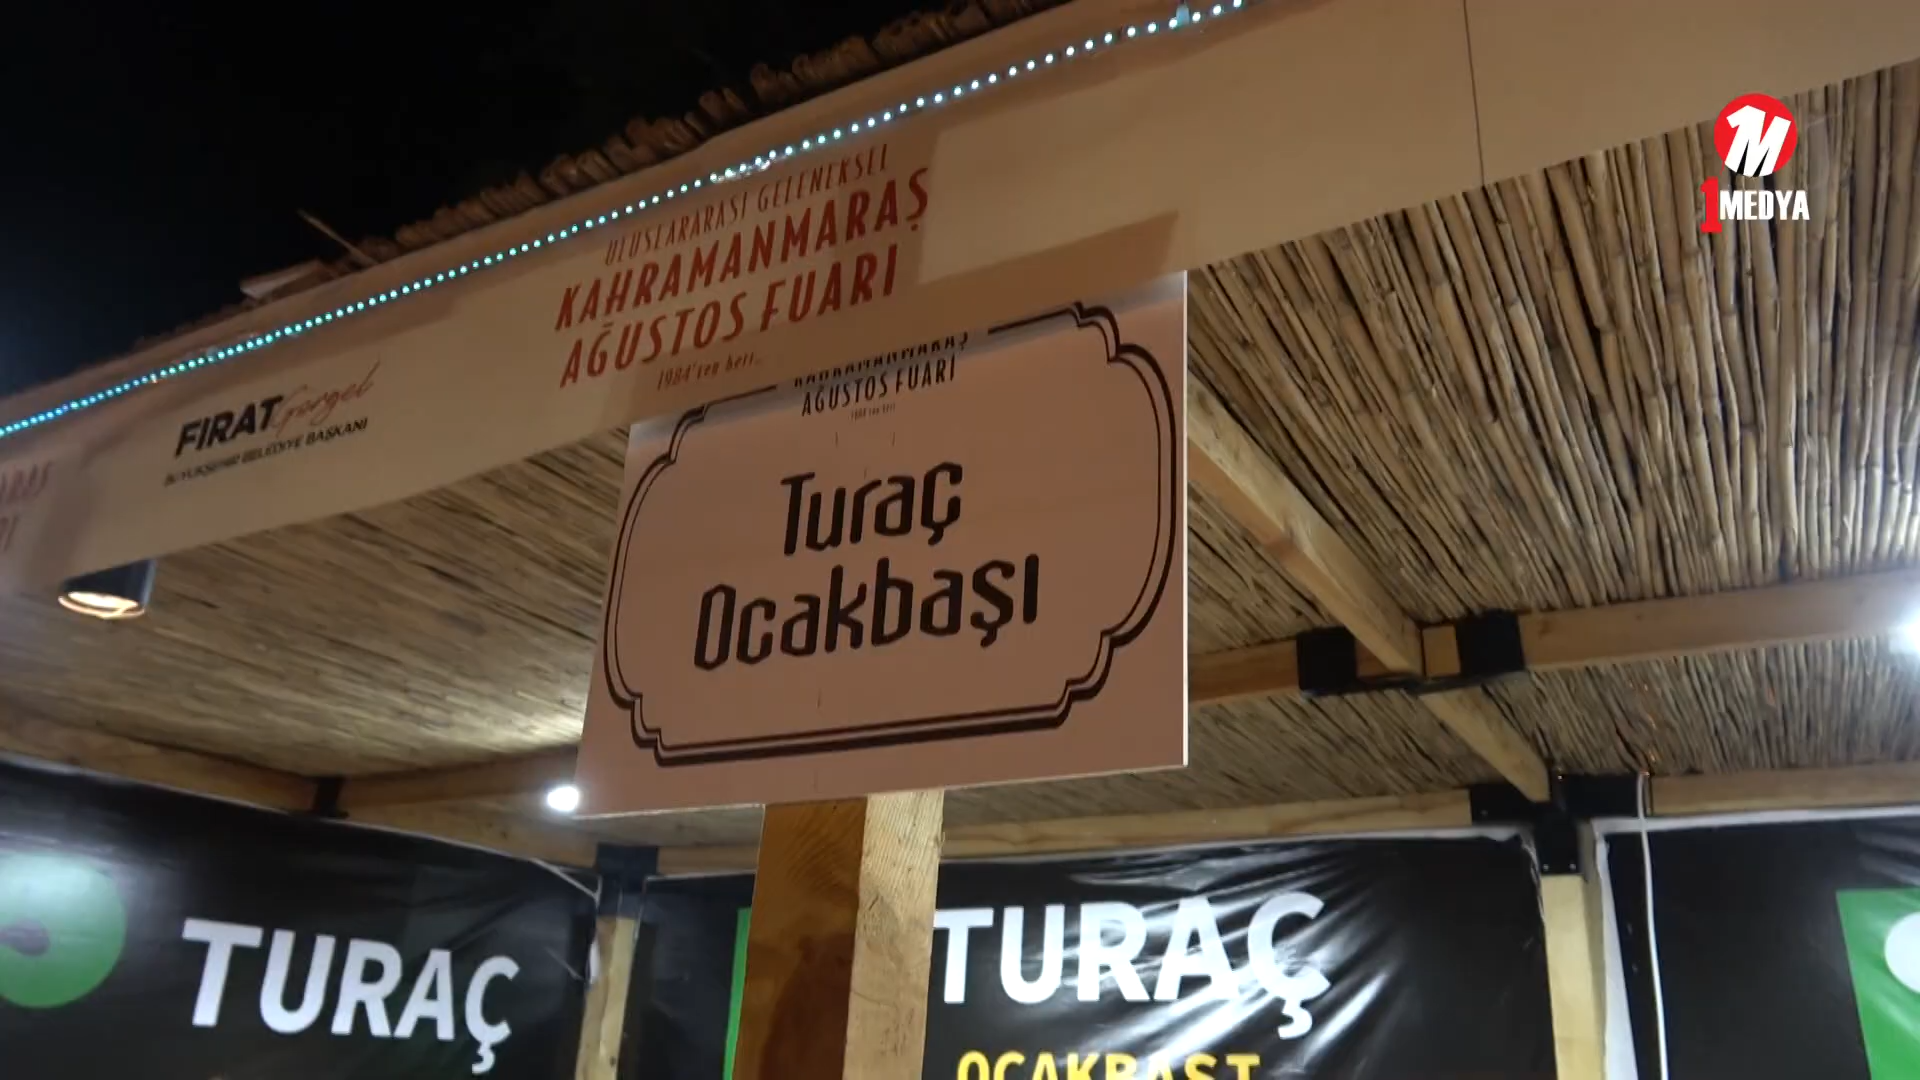 1MEDYA
ULUSLARARASI GELENEKSEL
KAHRAMANMARAŞ
AĞUSTOS FUARI
1984'ten beri..
FIRAT Görgel
BÜYÜKŞEHİR BELEDİYE BAŞKANI
KAHRAMANMARAŞ
AĞUSTOS FUARI
Turaç
Ocakbaşı
TURAÇ
TURAÇ